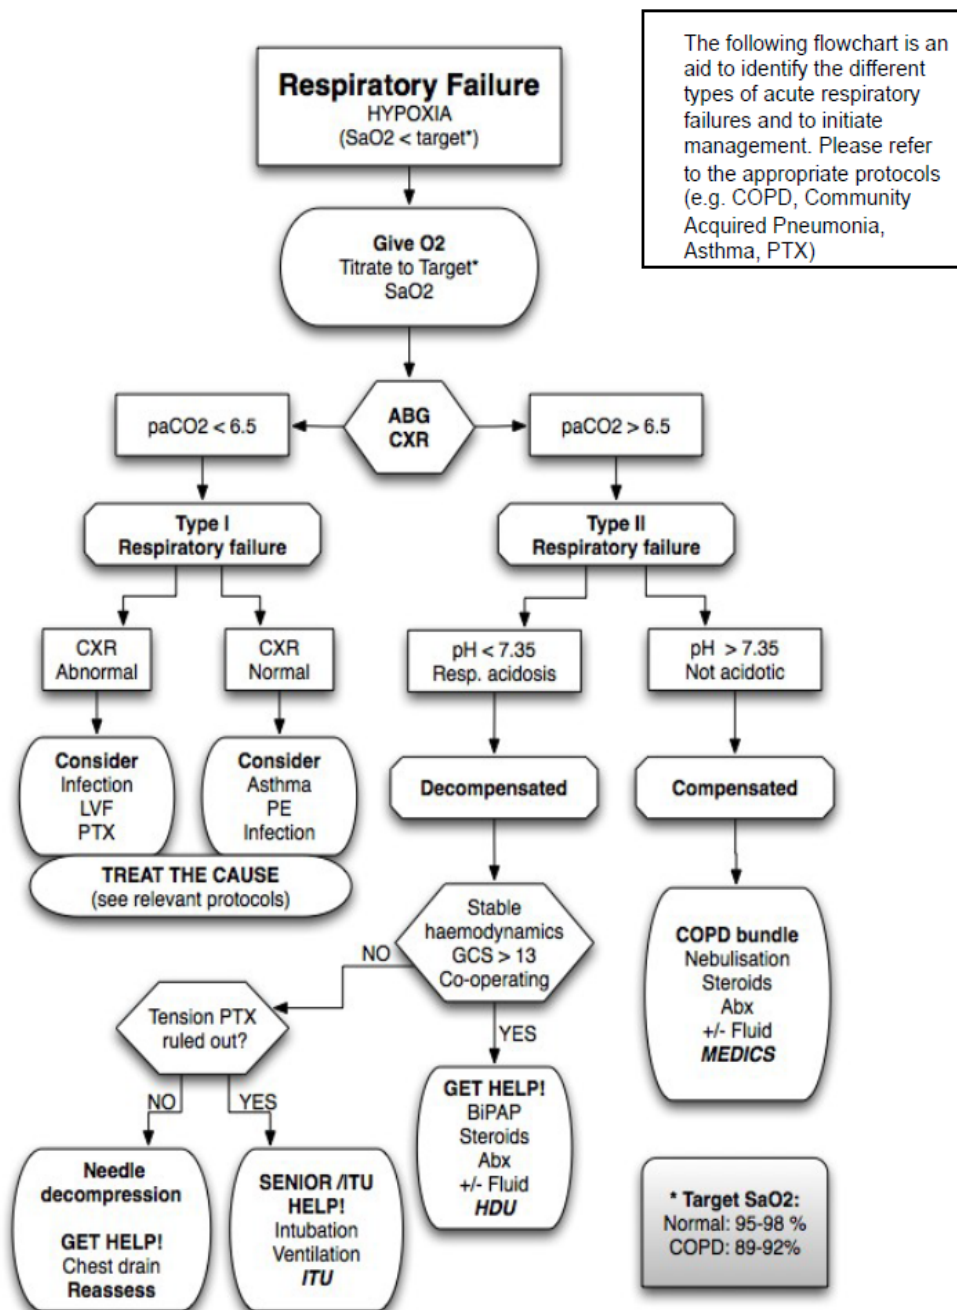 Respiratory Failure
HYPOXIA
(SaO2 < target*)
The following flowchart is an
aid to identify the different
types of acute respiratory
failures and to initiate
management. Please refer
to the appropriate protocols
(e.g. COPD, Community
Acquired Pneumonia,
Asthma, PTX)
Give O2
Titrate to Target*
SaO2
paCO2 < 6.5
ABG
CXR
paCO2 > 6.5
Type I
Respiratory failure
Type II
Respiratory failure
CXR
Abnormal
CXR
Normal
pH < 7.35
Resp. acidosis
pH > 7.35
Not acidotic
Consider
Infection
LVF
PTX
Consider
Asthma
PE
Infection
TREAT THE CAUSE
(see relevant protocols)
Decompensated
Compensated
Stable
haemodynamics
GCS > 13
Co-operating
NO
YES
COPD bundle
Nebulisation
Steroids
Abx
+/- Fluid
MEDICS
Tension PTX
ruled out?
NO
YES
GET HELP!
BiPAP
Steroids
Abx
+/- Fluid
HDU
Needle
decompression
GET HELP!
Chest drain
Reassess
SENIOR /ITU
HELP!
Intubation
Ventilation
ITU
* Target SaO2:
Normal: 95-98 %
COPD: 89-92%